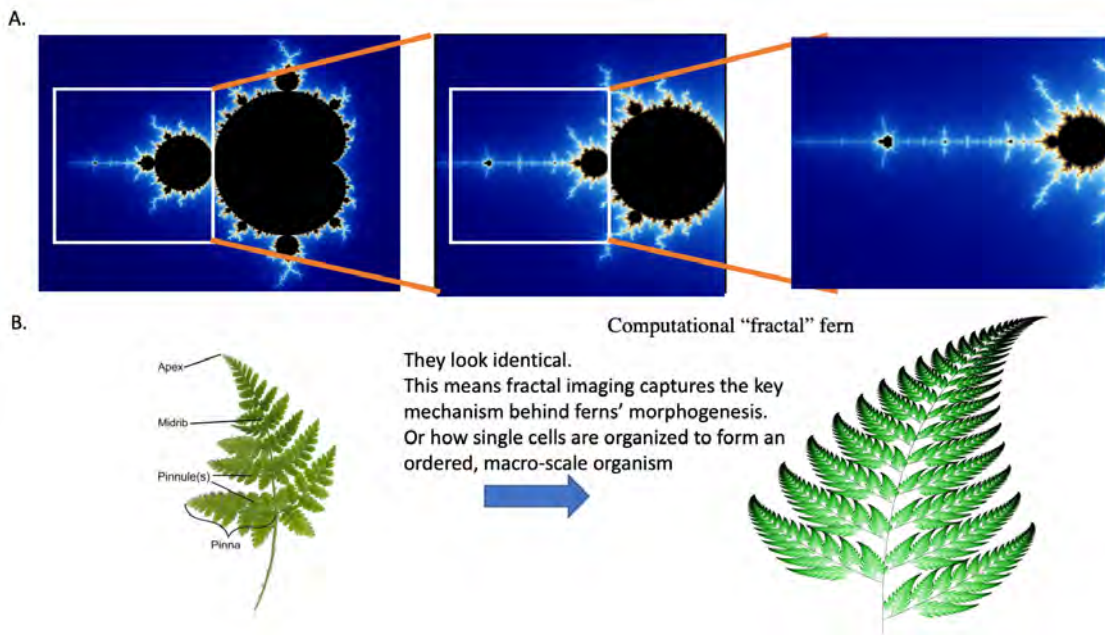 A.
B.
Computational “fractal” fern
Apex
Midrib
Pinnule(s)
Pinna
They look identical.
This means fractal imaging captures the key
mechanism behind ferns’ morphogenesis.
Or how single cells are organized to form an
ordered, macro-scale organism